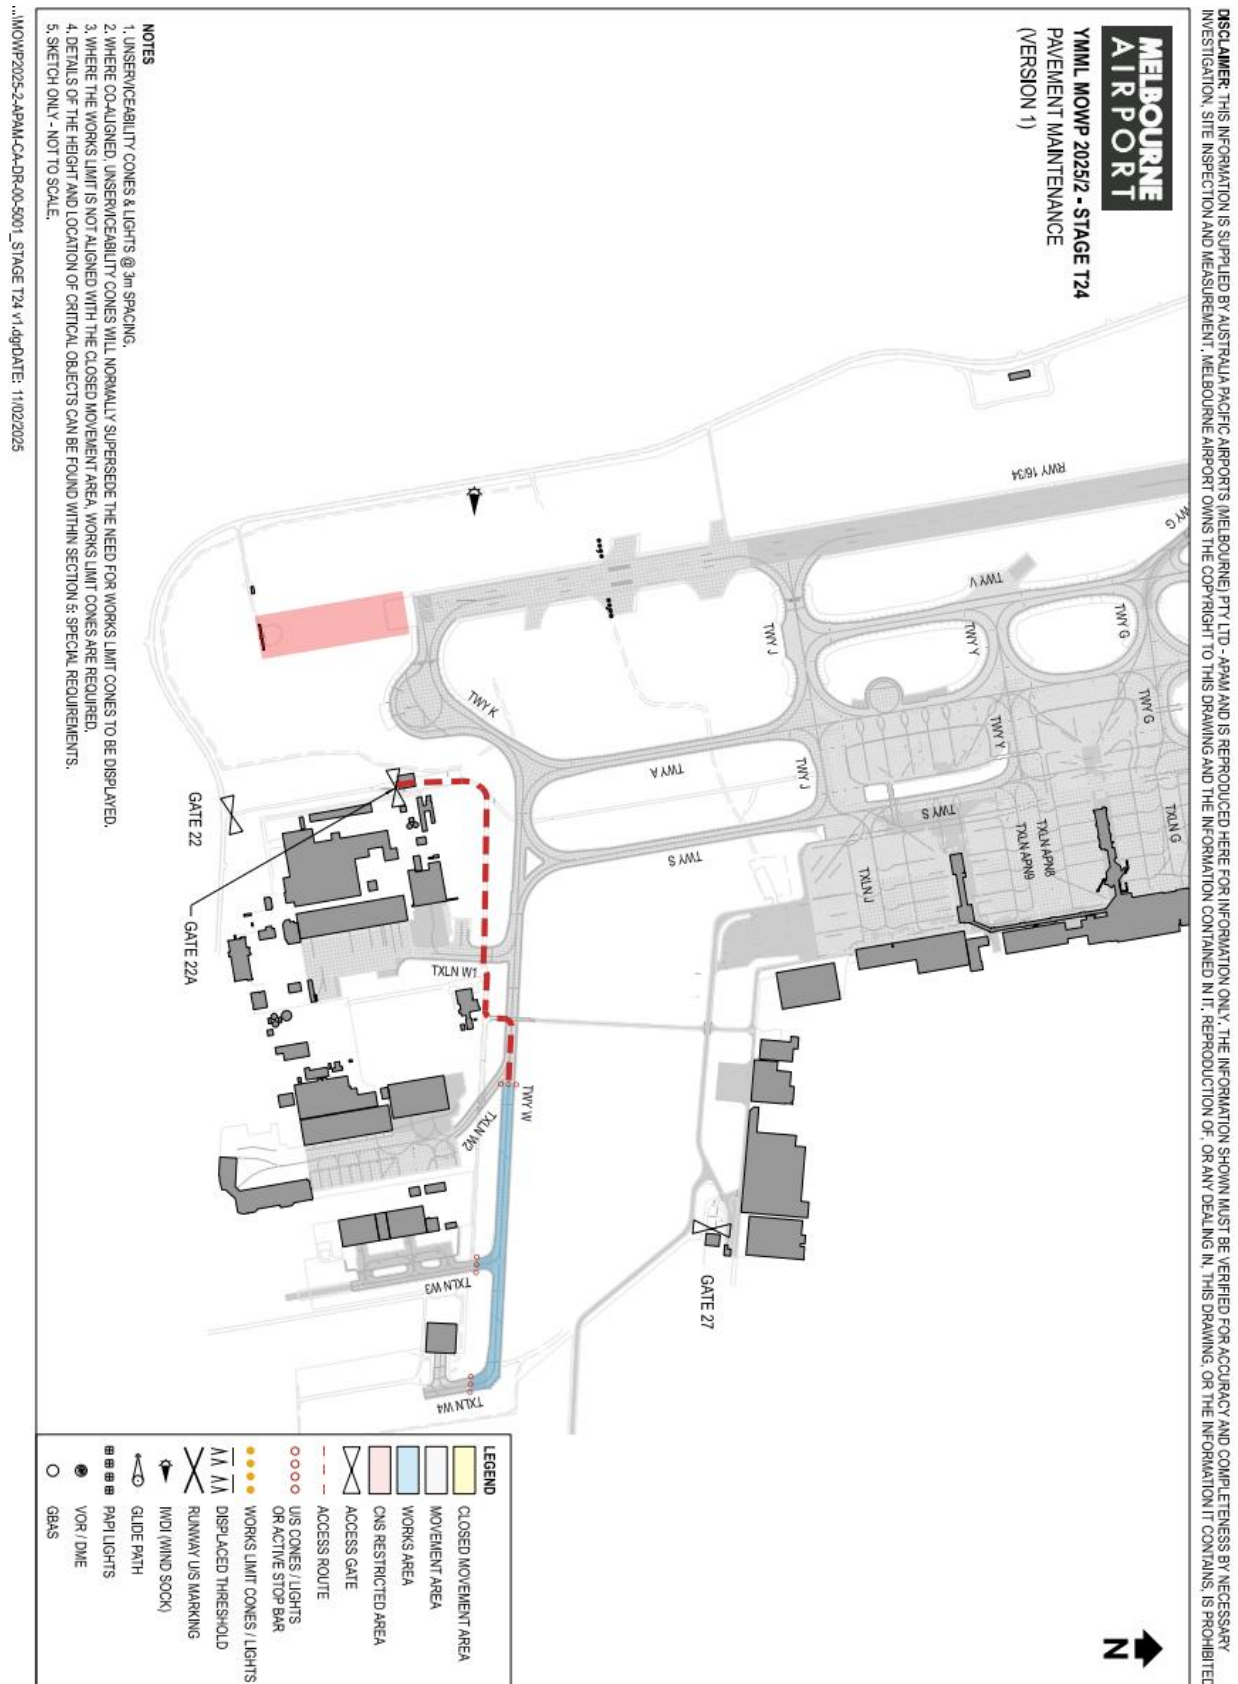 DISCLAIMER: THIS INFORMATION IS SUPPLIED BY AUSTRALIA PACIFIC AIRPORTS (MELBOURNE) PTY LTD - APAM AND IS REPRODUCED HERE FOR INFORMATION ONLY. THE INFORMATION SHOWN MUST BE VERIFIED FOR ACCURACY AND COMPLETENESS BY NECESSARY
INVESTIGATION, SITE INSPECTION AND MEASUREMENT. MELBOURNE AIRPORT OWNS THE COPYRIGHT TO THIS DRAWING AND THE INFORMATION CONTAINED IN IT. REPRODUCTION OF, OR ANY DEALING IN, THIS DRAWING, OR THE INFORMATION IT CONTAINS, IS PROHIBITED
MELBOURNE
AIRPORT
YMML MOWP 2025/2 - STAGE T24
PAVEMENT MAINTENANCE
(VERSION 1)
N
RWY 16/34
TWY G
TWY V
TWY G
TWY J
TWY Y
TWY G
TWY K
TWY Y
TWY A
TWY J
TWY S
TXLN G
TXLN APN8
TXLN APN9
TWY S
TXLN J
GATE 22
GATE 22A
TXLN W1
TWY W
TXLN W2
TXLN W3
GATE 27
TXLN W4
NOTES
1. UNSERVICEABILITY CONES & LIGHTS @ 3m SPACING.
2. WHERE CO-ALIGNED, UNSERVICEABILITY CONES WILL NORMALLY SUPERSEDE THE NEED FOR WORKS LIMIT CONES TO BE DISPLAYED.
3. WHERE THE WORKS LIMIT IS NOT ALIGNED WITH THE CLOSED MOVEMENT AREA, WORKS LIMIT CONES ARE REQUIRED.
4. DETAILS OF THE HEIGHT AND LOCATION OF CRITICAL OBJECTS CAN BE FOUND WITHIN SECTION 5: SPECIAL REQUIREMENTS.
5. SKETCH ONLY - NOT TO SCALE.
LEGEND
CLOSED MOVEMENT AREA
MOVEMENT AREA
WORKS AREA
CNS RESTRICTED AREA
ACCESS GATE
ACCESS ROUTE
U/S CONES / LIGHTS
OR ACTIVE STOP BAR
WORKS LIMIT CONES / LIGHTS
DISPLACED THRESHOLD
RUNWAY U/S MARKING
IWDI (WIND SOCK)
GLIDE PATH
PAPI LIGHTS
VOR / DME
GBAS
...\MOWP2025-2-APAM-CA-DR-00-5001_STAGE T24 v1.dgnDATE: 11/02/2025